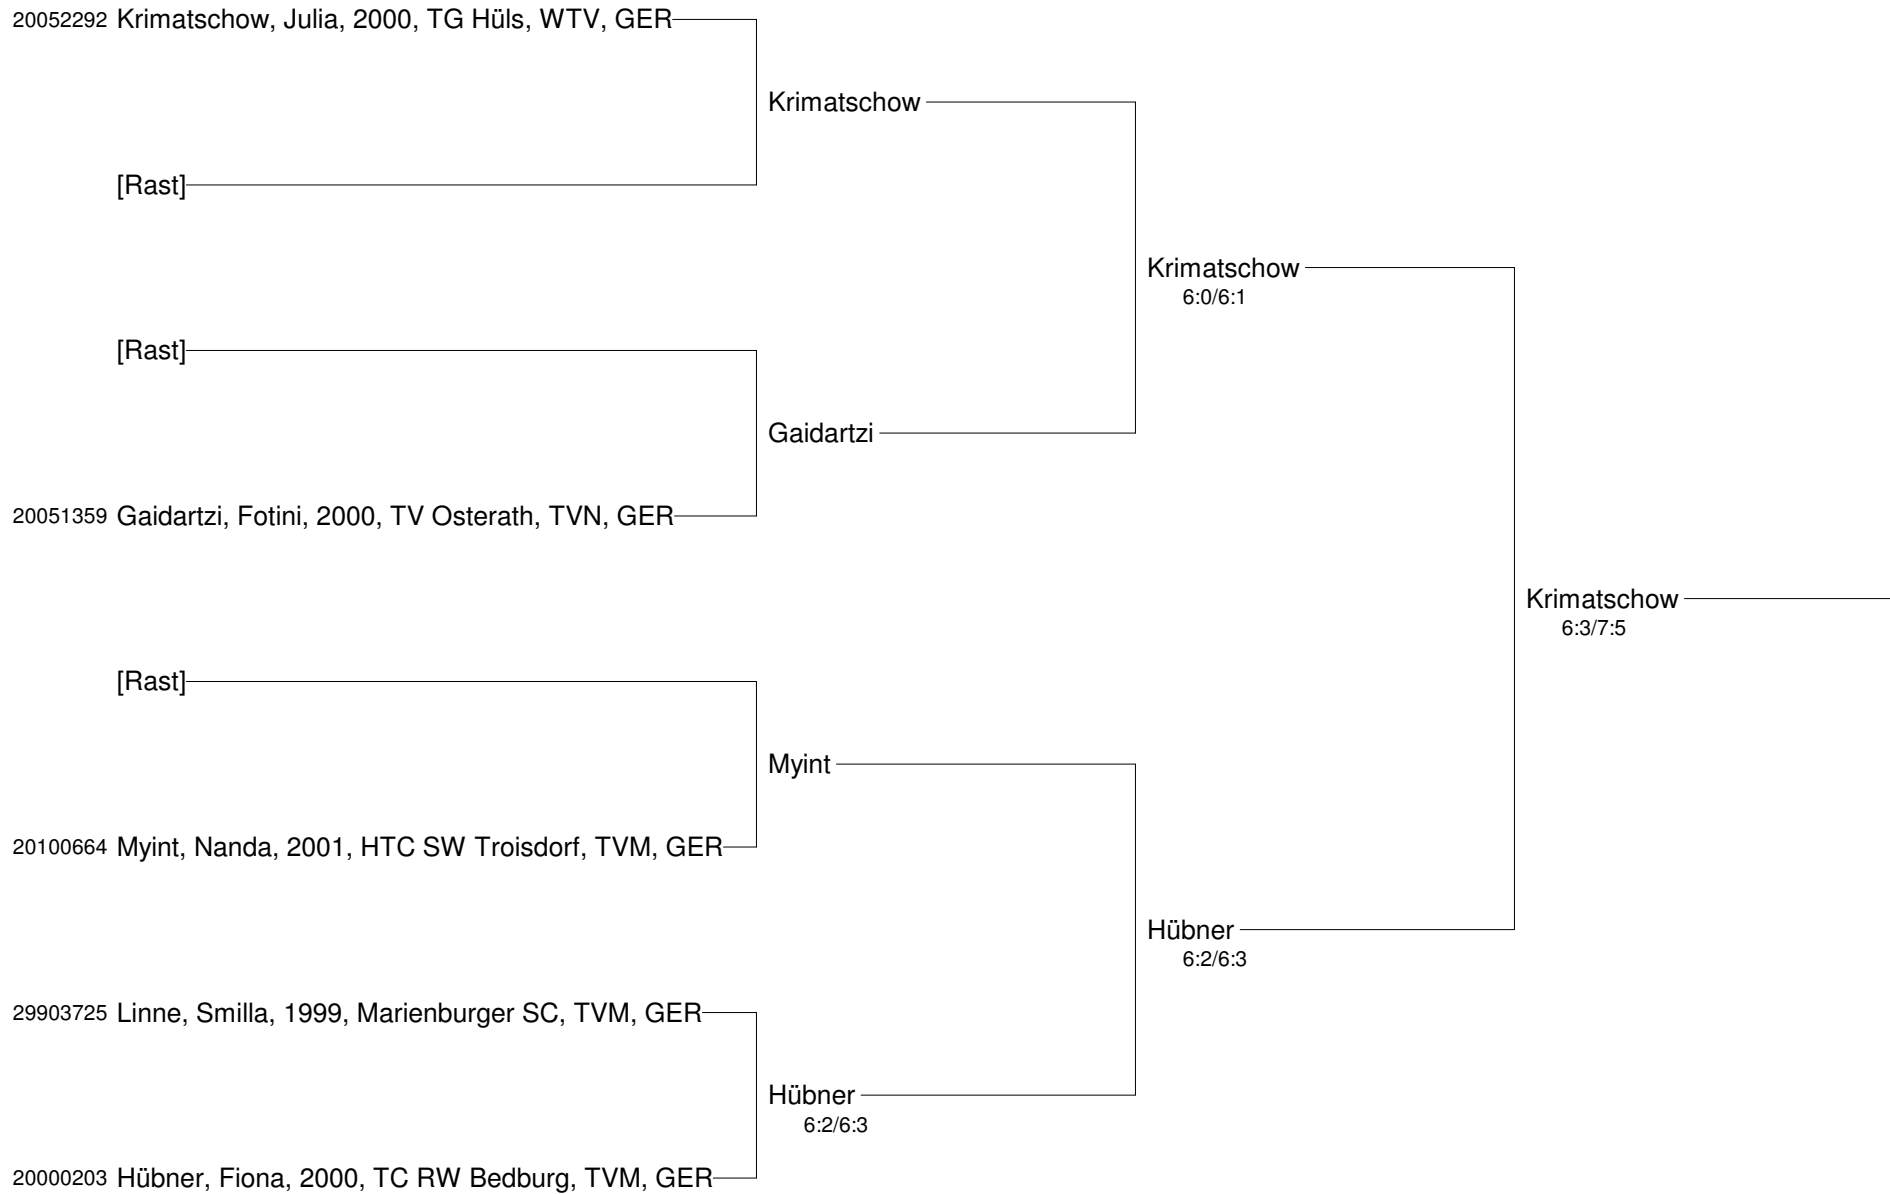 20052292 Krimatschow, Julia, 2000, TG Hüls, WTV, GER
Krimatschow
[Rast]
Krimatschow
6:0/6:1
[Rast]
Gaidartzi
20051359 Gaidartzi, Fotini, 2000, TV Osterath, TVN, GER
Krimatschow
6:3/7:5
[Rast]
Myint
20100664 Myint, Nanda, 2001, HTC SW Troisdorf, TVM, GER
Hübner
6:2/6:3
29903725 Linne, Smilla, 1999, Marienburger SC, TVM, GER
Hübner
6:2/6:3
20000203 Hübner, Fiona, 2000, TC RW Bedburg, TVM, GER